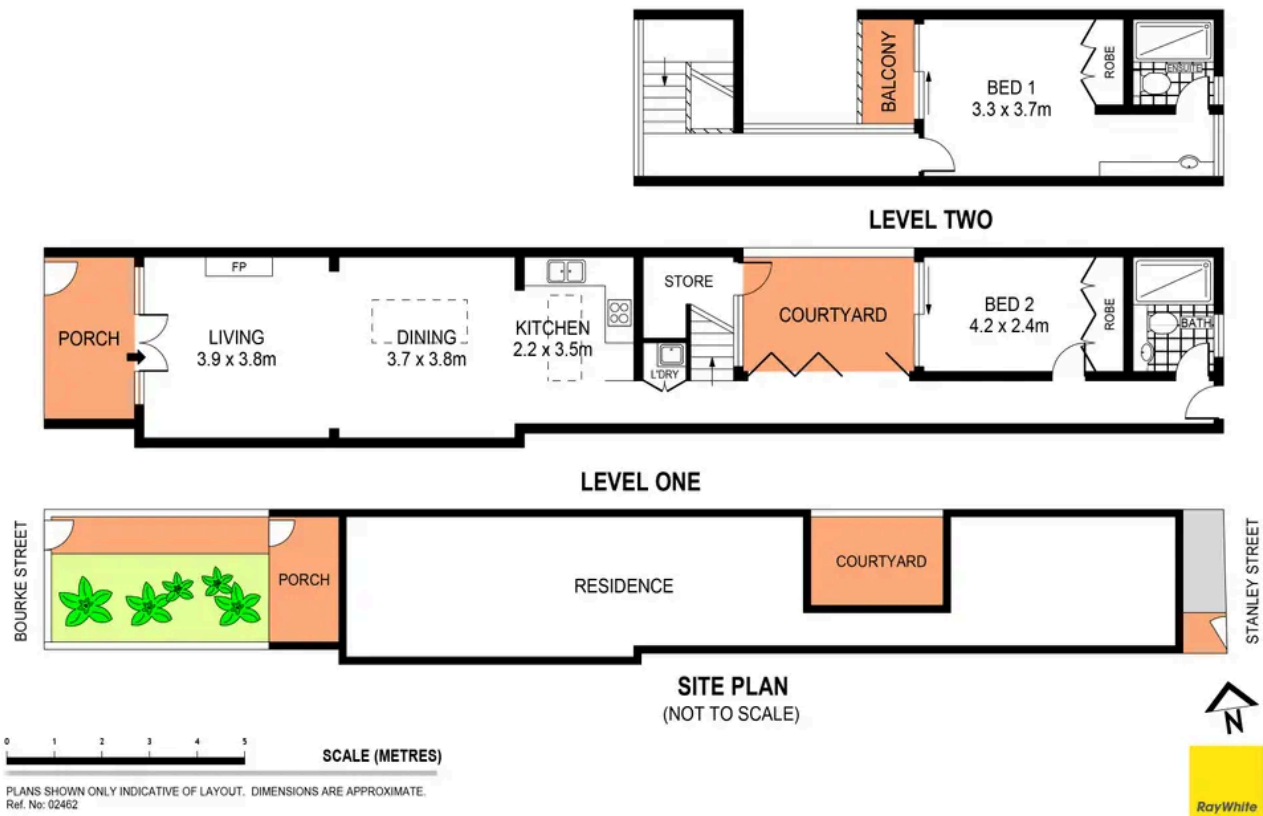 BALCONY
BED 1
3.3 x 3.7m
ROBE
ENSUITE
LEVEL TWO
FP
PORCH
LIVING
3.9 x 3.8m
DINING
3.7 x 3.8m
KITCHEN
2.2 x 3.5m
STORE
L'DRY
COURTYARD
BED 2
4.2 x 2.4m
ROBE
BATH
LEVEL ONE
BOURKE STREET
PORCH
RESIDENCE
COURTYARD
STANLEY STREET
SITE PLAN
(NOT TO SCALE)
N
0 1 2 3 4 5
SCALE (METRES)
PLANS SHOWN ONLY INDICATIVE OF LAYOUT. DIMENSIONS ARE APPROXIMATE.
Ref. No: 02462
RayWhite